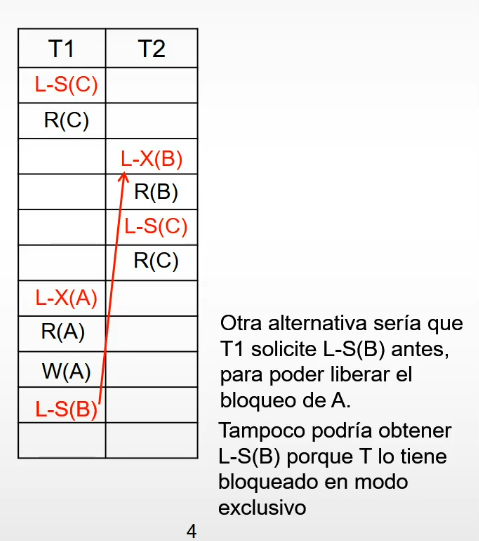 T1 T2
L-S(C)
R(C)
L-X(B)
R(B)
L-S(C)
R(C)
L-X(A)
R(A)
W(A)
L-S(B)
Otra alternativa sería que
T1 solicite L-S(B) antes,
para poder liberar el
bloqueo de A.
Tampoco podría obtener
L-S(B) porque T lo tiene
bloqueado en modo
exclusivo
4